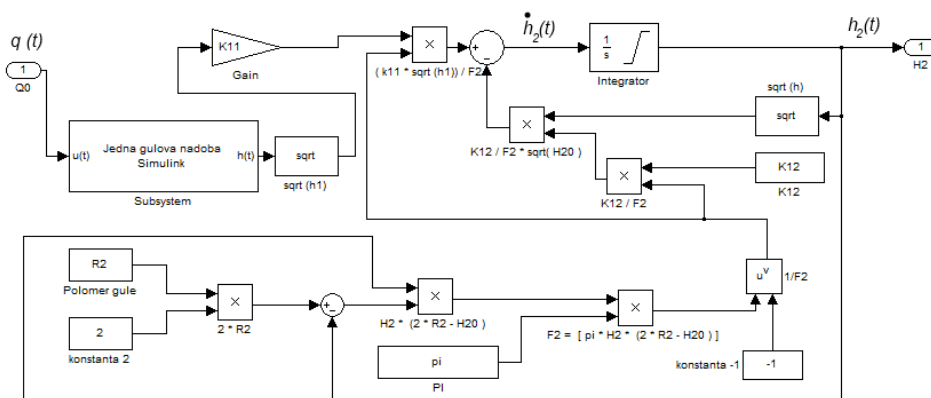 q (t)
ḣ₂(t)
h₂(t)
1
Q0
K11
Gain
×
( k11 * sqrt (h1)) / F2
+
−
1
s
Integrator
1
H2
sqrt (h)
sqrt
u(t)
Jedna gulova nadoba
Simulink
h(t)
Subsystem
sqrt
sqrt (h1)
×
K12 / F2 * sqrt( H20 )
K12
K12
×
K12 / F2
R2
Polomer gule
2
konstanta 2
×
2 * R2
+
−
×
H2 * (2 * R2 - H20 )
×
F2 = [ pi * H2 * (2 * R2 - H20 ) ]
pi
PI
uᵛ
1/F2
konstanta -1
-1